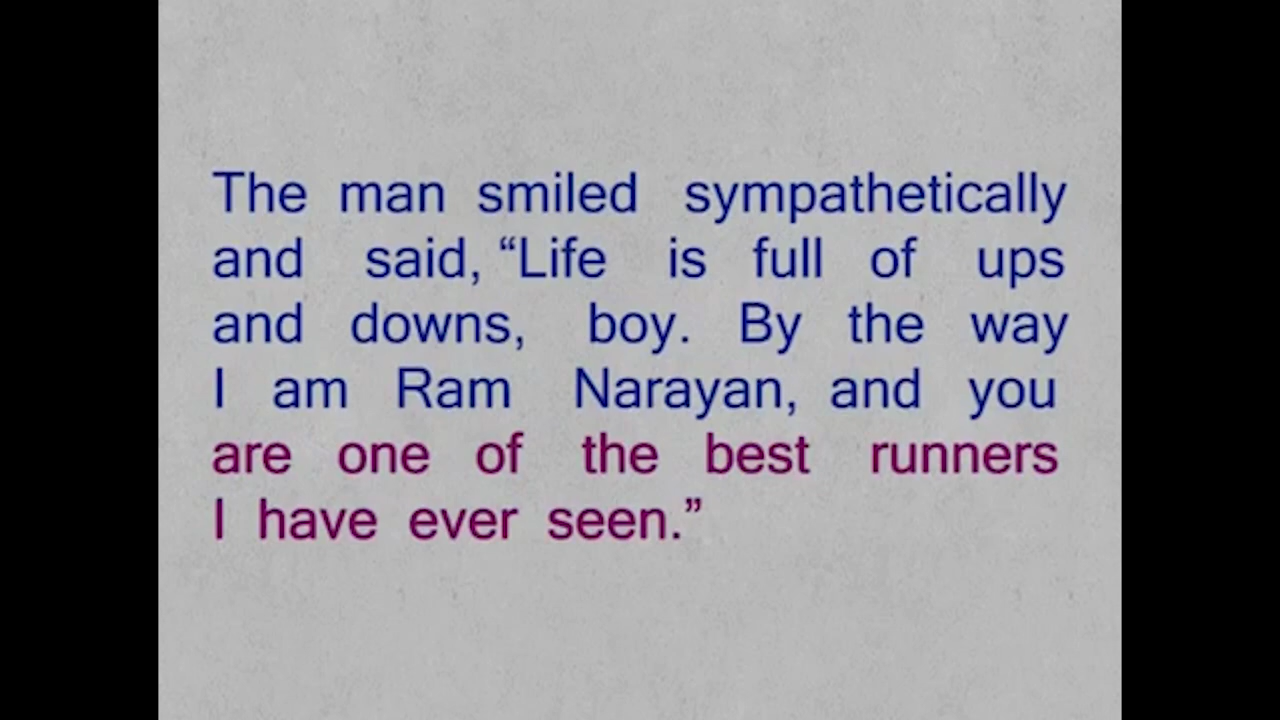 The man smiled sympathetically
and said, “Life is full of ups
and downs, boy. By the way
I am Ram Narayan, and you
are one of the best runners
I have ever seen.”